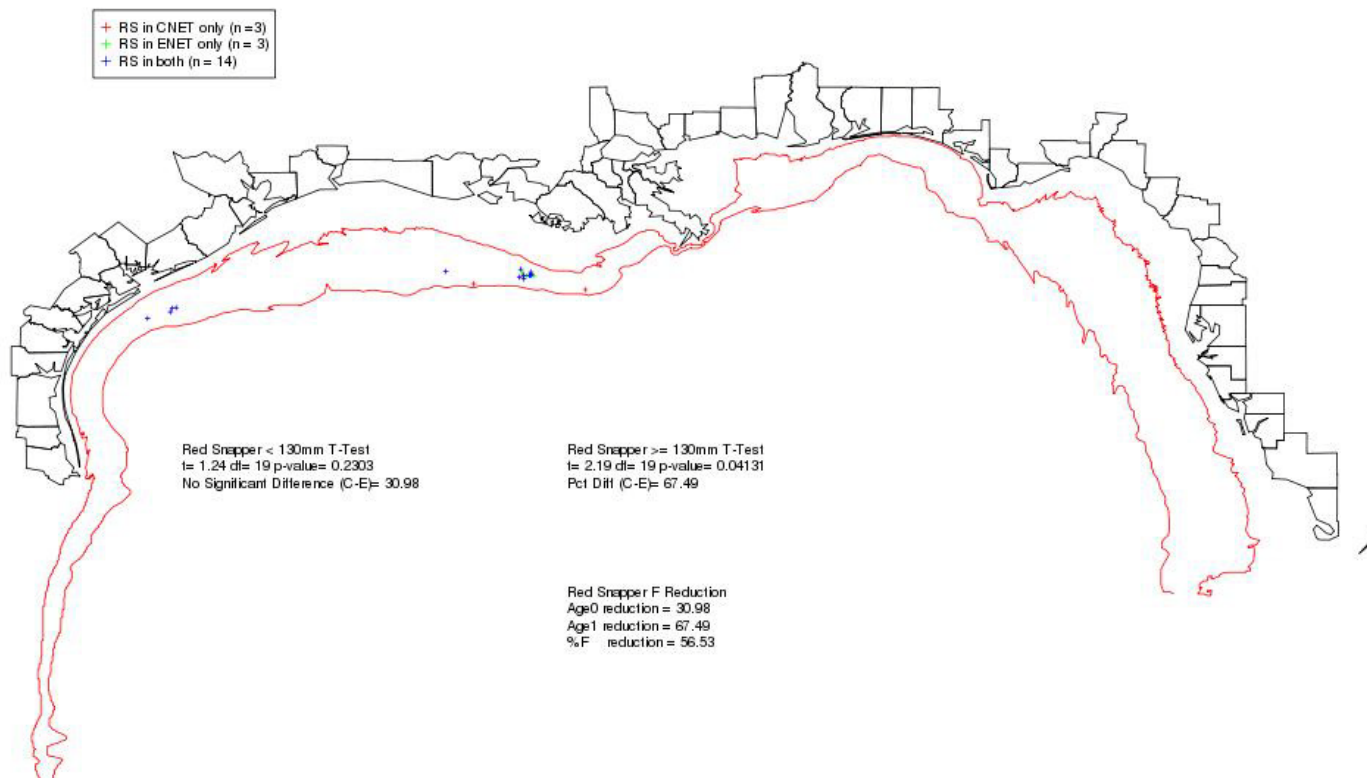 RS in CNET only (n =3)
RS in ENET only (n = 3)
RS in both (n = 14)
Red Snapper < 130mm T-Test
t= 1.24 df= 19 p-value= 0.2303
No Significant Difference (C-E)= 30.98
Red Snapper >= 130mm T-Test
t= 2.19 df= 19 p-value= 0.04131
Pct Diff (C-E)= 67.49
Red Snapper F Reduction
Age0 reduction = 30.98
Age1 reduction = 67.49
%F reduction = 56.53